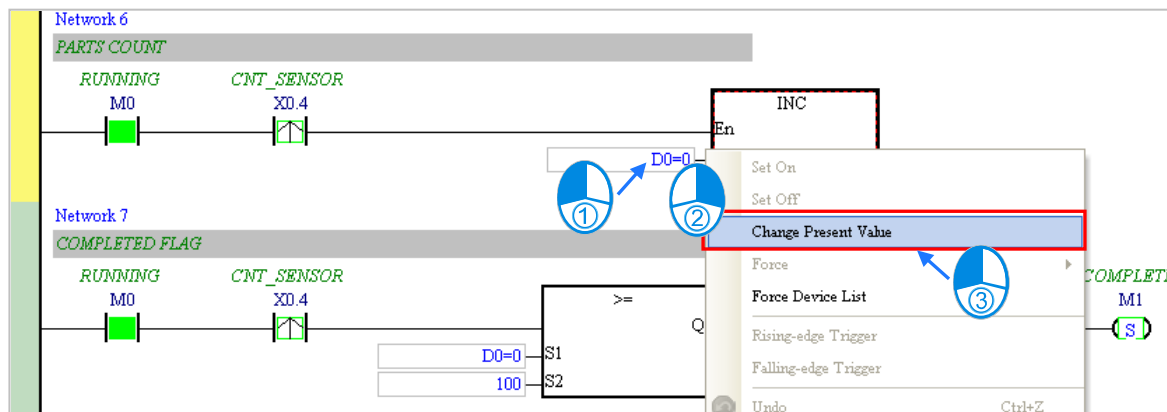 Network 6
PARTS COUNT
RUNNING CNT_SENSOR
M0 X0.4 INC
En
D0=0
① ②
Set On
Set Off
Change Present Value
Force
Force Device List
Rising-edge Trigger
Falling-edge Trigger
Undo Ctrl+Z
③
Network 7
COMPLETED FLAG
RUNNING CNT_SENSOR
M0 X0.4 >=
Q
D0=0 S1
100 S2
COMPLET
M1
S